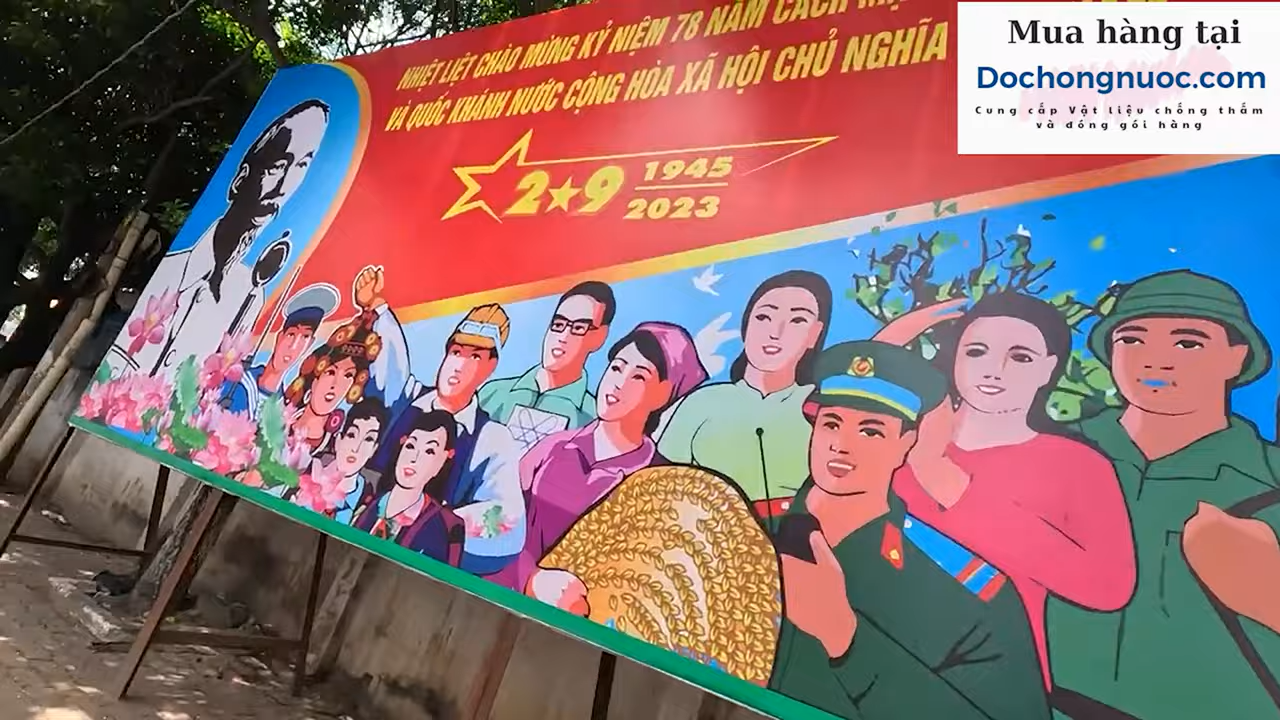 NHIỆT LIỆT CHÀO MỪNG KỶ NIỆM 78 NĂM CÁCH
VÀ QUỐC KHÁNH NƯỚC CỘNG HÒA XÃ HỘI CHỦ NGHĨA
2★9 1945
2023
Mua hàng tại
Dochongnuoc.com
Cung cấp Vật liệu chống thấm
và đóng gói hàng